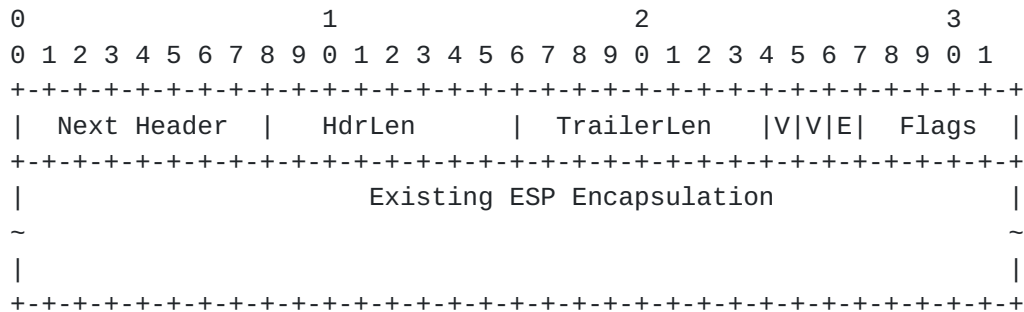 0                   1                   2                   3
0 1 2 3 4 5 6 7 8 9 0 1 2 3 4 5 6 7 8 9 0 1 2 3 4 5 6 7 8 9 0 1
+-+-+-+-+-+-+-+-+-+-+-+-+-+-+-+-+-+-+-+-+-+-+-+-+-+-+-+-+-+-+-+-+
|  Next Header  |   HdrLen      |  TrailerLen   |V|V|E|  Flags  |
+-+-+-+-+-+-+-+-+-+-+-+-+-+-+-+-+-+-+-+-+-+-+-+-+-+-+-+-+-+-+-+-+
|                      Existing ESP Encapsulation               |
~                                                               ~
|                                                               |
+-+-+-+-+-+-+-+-+-+-+-+-+-+-+-+-+-+-+-+-+-+-+-+-+-+-+-+-+-+-+-+-+